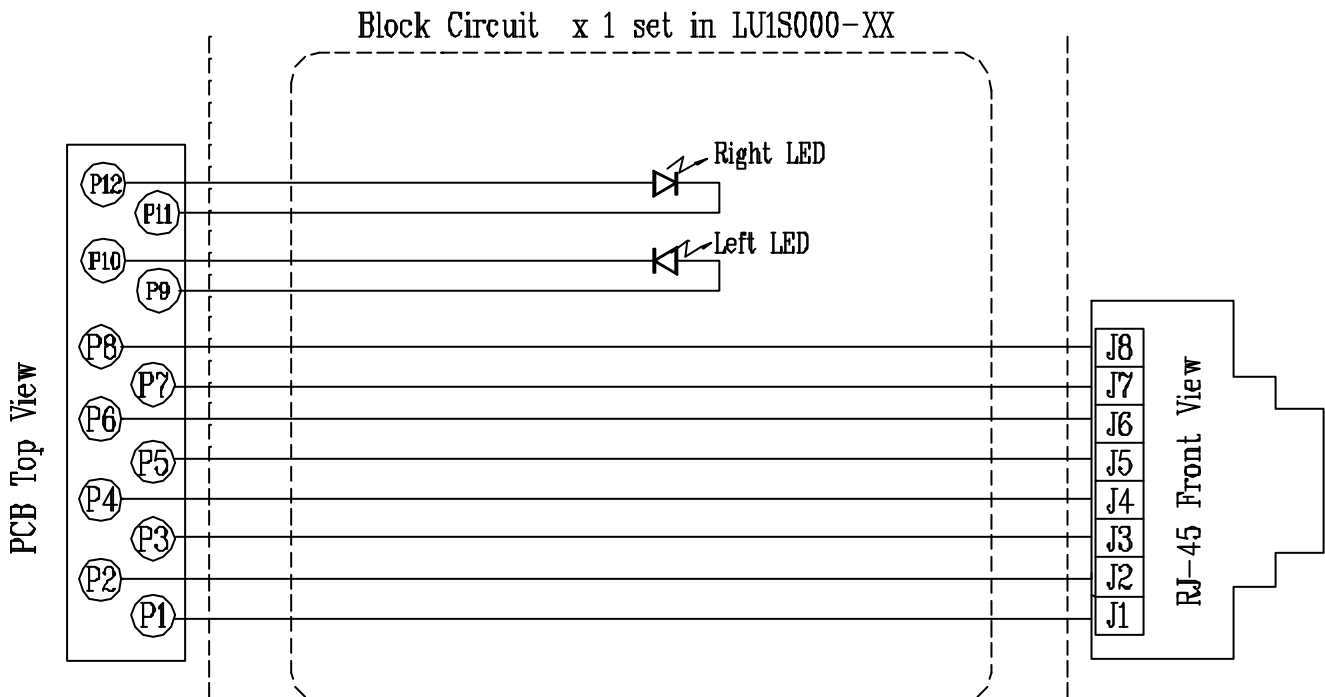 Block Circuit x 1 set in LU1S000-XX
Right LED
P12
P11
Left LED
P10
P9
P8
P7
P6
P5
P4
P3
P2
P1
PCB Top View
J8
J7
J6
J5
J4
J3
J2
J1
RJ-45 Front View